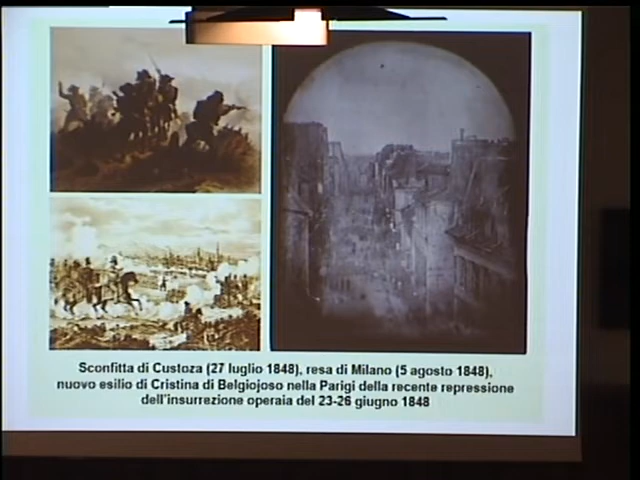 Sconfitta di Custoza (27 luglio 1848), resa di Milano (5 agosto 1848),
nuovo esilio di Cristina di Belgiojoso nella Parigi della recente repressione
dell'insurrezione operaia del 23-26 giugno 1848